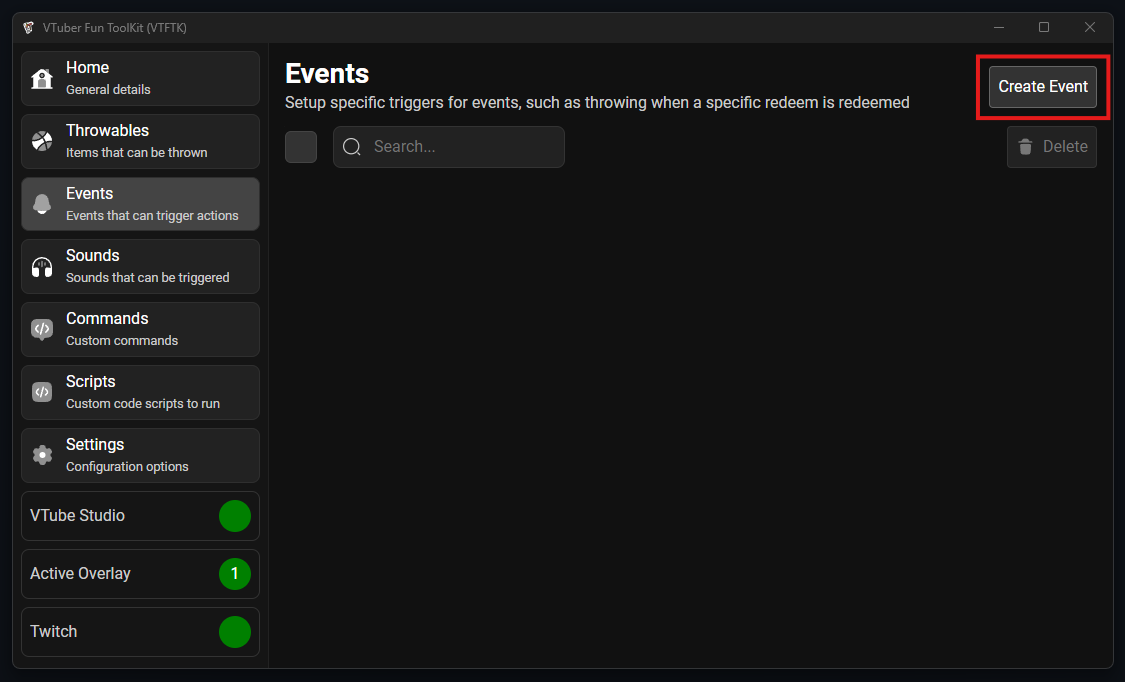 VTuber Fun ToolKit (VTFTK)
Home
General details
Throwables
Items that can be thrown
Events
Events that can trigger actions
Sounds
Sounds that can be triggered
Commands
Custom commands
Scripts
Custom code scripts to run
Settings
Configuration options
VTube Studio
Active Overlay 1
Twitch
Events
Setup specific triggers for events, such as throwing when a specific redeem is redeemed
Create Event
Search...
Delete